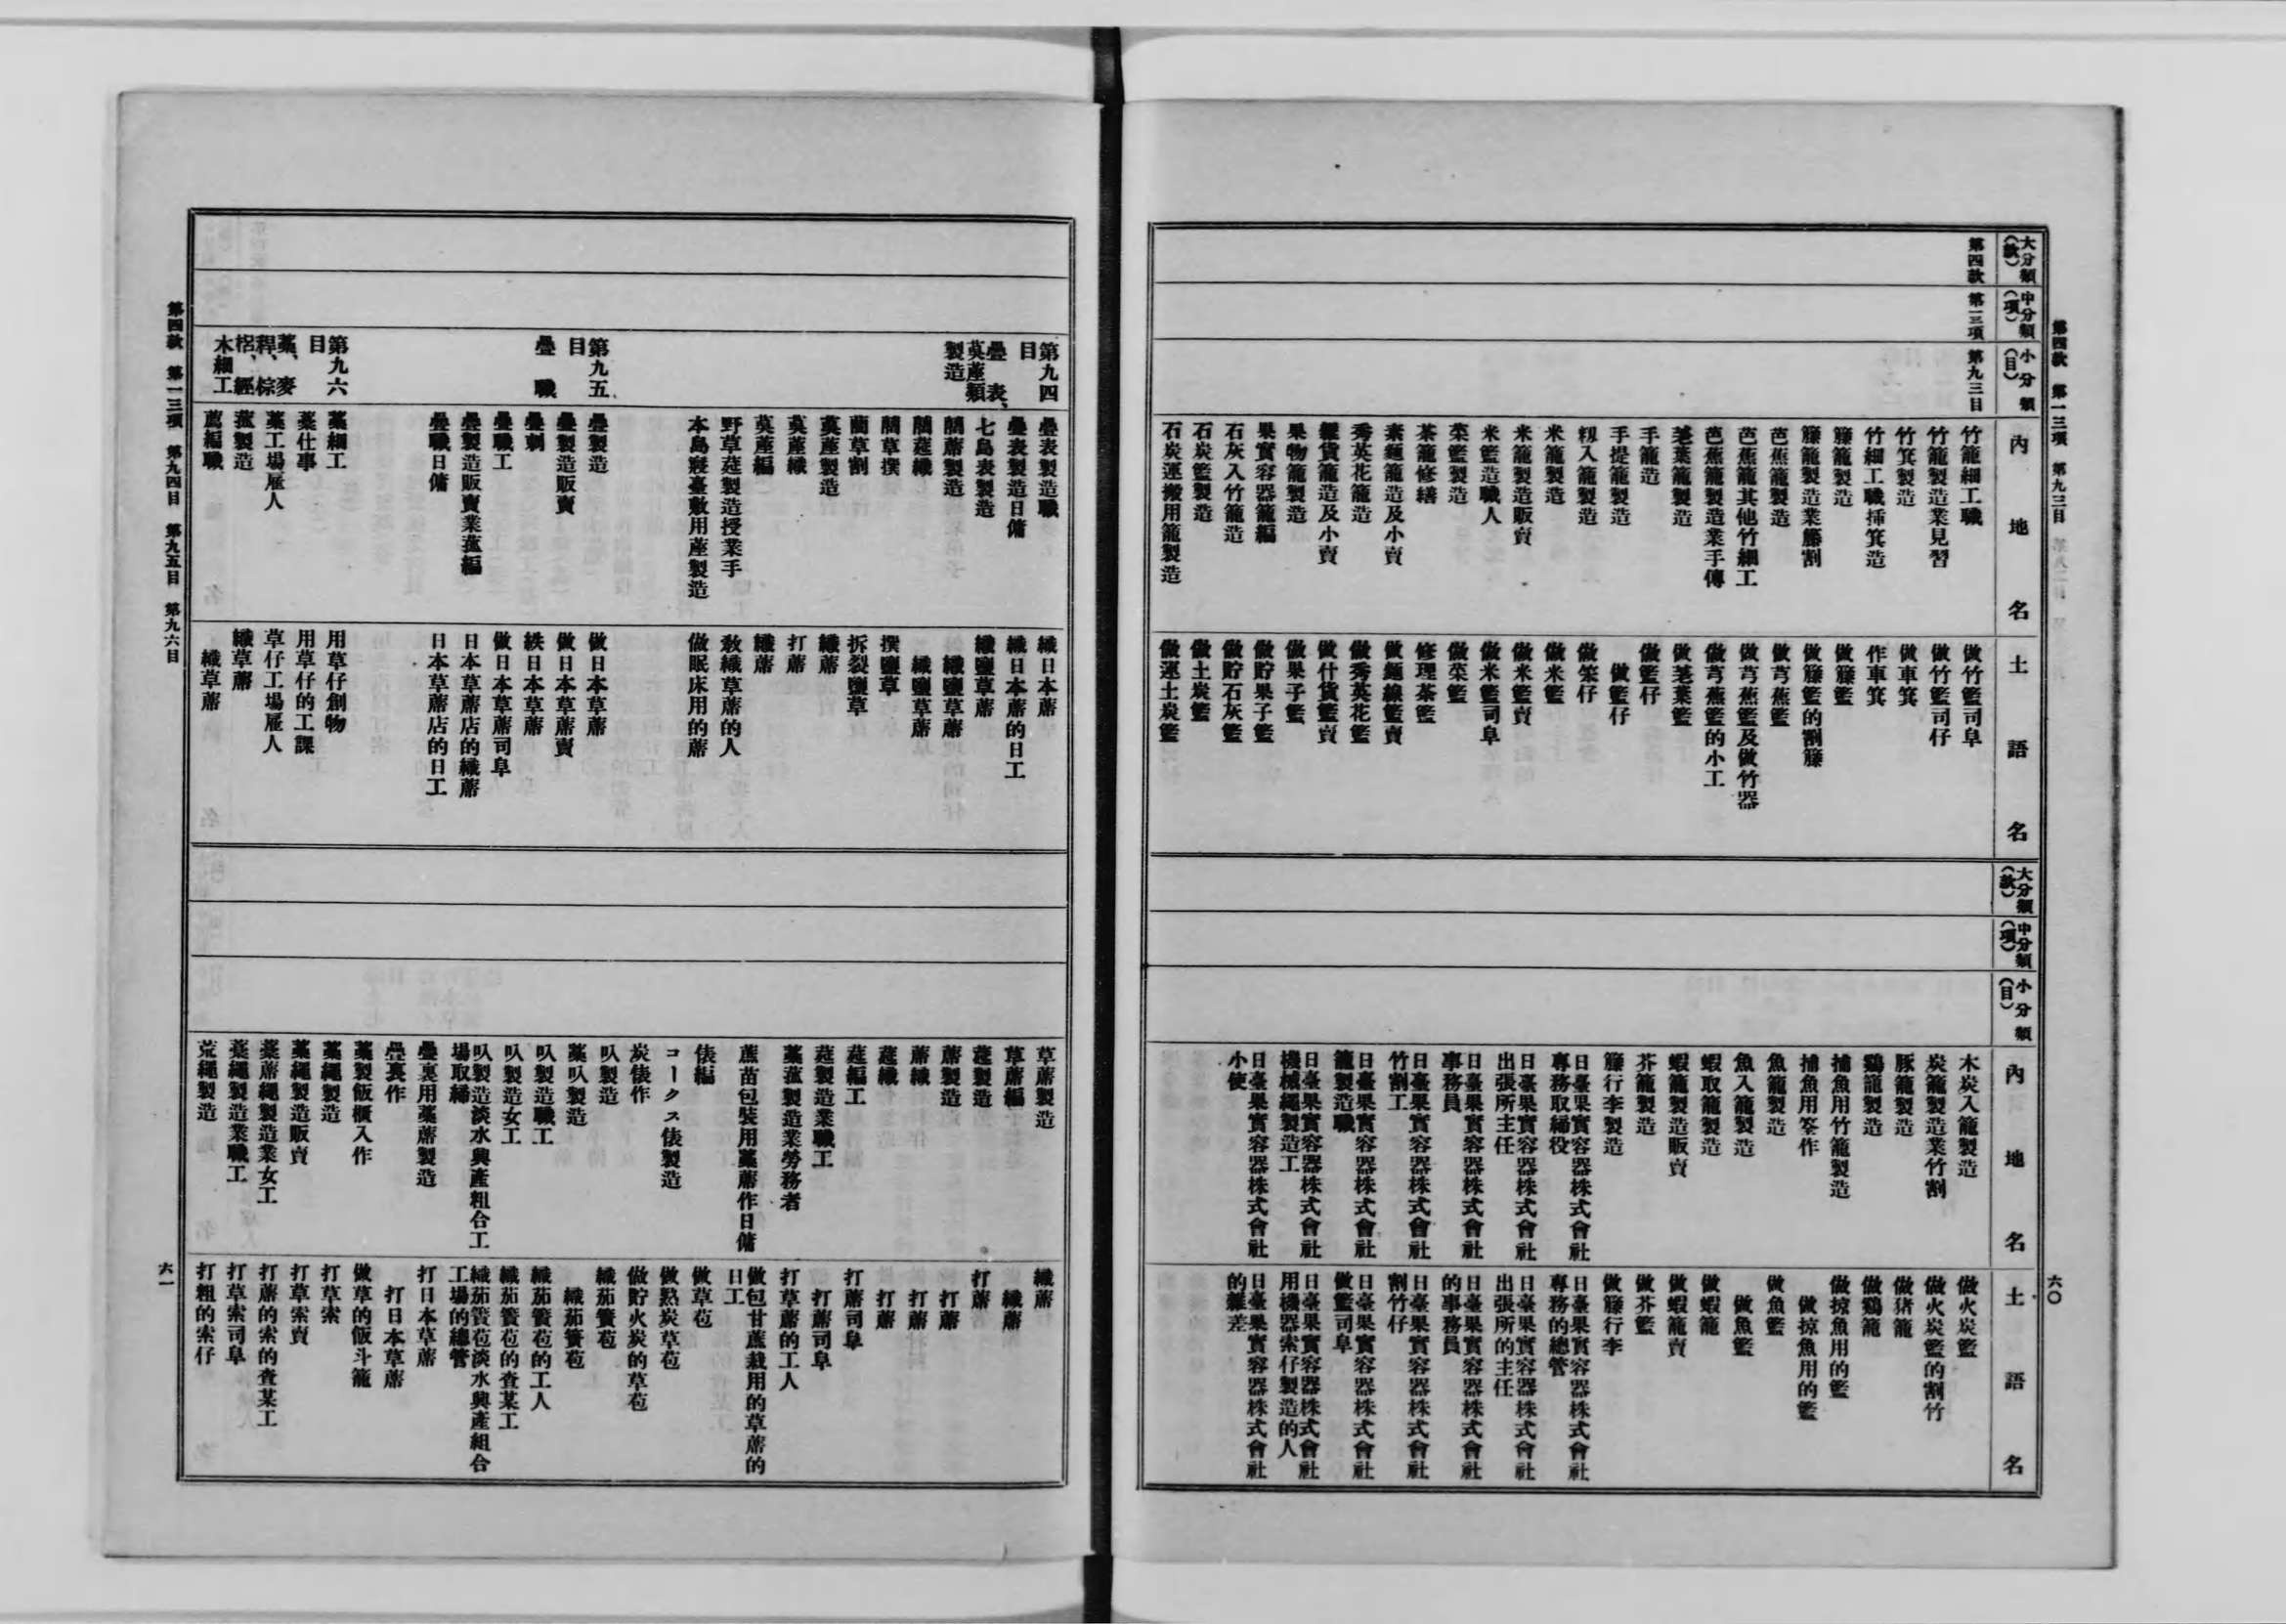 第四款 第一三項 第九三目
六〇
大分類(款)
中分類(項)
小分類(目)
內地名
土語名
第四款
第一三項
第九三目
竹籠細工職
竹籠製造業見習
竹箕製造
竹細工職揷箕造
籐籠製造
籐籠製造業籐割
芭蕉籠製造
芭蕉籠其他竹細工
芭蕉籠製造業手傳
荖葉籠製造
手籠造
手提籠製造
籾入籠製造
米籠製造
米籠製造販賣
米籃造職人
菜籃製造
茶籠修繕
素麵籠造及小賣
秀英花籠造
雜貨籠造及小賣
果物籠製造
果實容器籠編
石灰入竹籠造
石炭籃製造
石炭運搬用籠製造
做竹籃司阜
做竹籃司仔
做車箕
作車箕
做籐籃
做籐籃的割籐
做芎蕉籃
做芎蕉籃及做竹器
做芎蕉籃的小工
做荖葉籃
做籃仔
做籃仔
做笨仔
做米籃
做米籃賣
做米籃司阜
做菜籃
修理茶籃
做麵線籃賣
做秀英花籃
做什貨籃賣
做果子籃
做貯果子籃
做貯石灰籃
做土炭籃
做運土炭籃
大分類(款)
中分類(項)
小分類(目)
內地名
土語名
木炭入籠製造
炭籠製造業竹割
豚籠製造
鷄籠製造
捕魚用竹籠製造
捕魚用筌作
魚籠製造
魚入籠製造
蝦取籠製造
蝦籠製造販賣
芥籠製造
籐行李製造
日臺果實容器株式會社
專務取締役
日臺果實容器株式會社
出張所主任
日臺果實容器株式會社
事務員
日臺果實容器株式會社
竹割工
日臺果實容器株式會社
籠製造職
日臺果實容器株式會社
機械繩製造工
日臺果實容器株式會社
小使
做火炭籃
做火炭籃的割竹
做猪籠
做鷄籠
做掠魚用的籃
做掠魚用的籃
做魚籃
做魚籃
做蝦籠
做蝦籠賣
做芥籃
做籐行李
日臺果實容器株式會社
專務的總管
日臺果實容器株式會社
出張所的主任
日臺果實容器株式會社
的事務員
日臺果實容器株式會社
割竹仔
日臺果實容器株式會社
做籃司阜
日臺果實容器株式會社
用機器索仔製造的人
日臺果實容器株式會社
的雜差
第九四目
疊表、
茣蓙類
製造
第九五目
疊職
第九六目
藁、麥
稈、棕
梠、經
木細工
疊表製造職
疊表製造日傭
七島表製造
藺蓆製造
藺莚織
藺草撰
藺草割
茣蓙製造
茣蓙織
茣蓙編
野草莚製造授業手
本島寢臺敷用蓙製造
疊製造
疊製造販賣
疊刺
疊職工
疊製造販賣業菰編
疊職日傭
藁細工
藁仕事
藁工場雇人
菰製造
薦編職
織日本蓆
織日本蓆的日工
織鹽草蓆
織鹽草蓆
織鹽草蓆
撰鹽草
拆裂鹽草
織蓆
打蓆
織蓆
敎織草蓆的人
做眠床用的蓆
做日本草蓆
做日本草蓆賣
紩日本草蓆
做日本草蓆司阜
日本草蓆店的織蓆
日本草蓆店的日工
用草仔創物
用草仔的工課
草仔工場雇人
織草蓆
織草蓆
草蓆製造
草蓆編
莚製造
蓆製造
蓆織
莚織
莚編工
莚製造業職工
藁菰製造業勞務者
蔗苗包裝用藁蓆作日傭
俵編
コークス俵製造
炭俵作
叺製造
藁叺製造
叺製造職工
叺製造女工
叺製造淡水興產組合工
場取締
疊裏用藁蓆製造
疊裏作
藁製飯櫃入作
藁繩製造
藁繩製造販賣
藁蓆繩製造業女工
藁繩製造業職工
荒繩製造
織蓆
織蓆
打蓆
打蓆
打蓆
打蓆
打蓆司阜
打蓆司阜
打草蓆的工人
做包甘蔗栽用的草蓆的
日工
做草苞
做熟炭草苞
做貯火炭的草苞
織茄簀苞
織茄簀苞
織茄簀苞的工人
織茄簀苞的查某工
織茄簀苞淡水興產組合
工場的總管
打日本草蓆
打日本草蓆
做草的飯斗籠
打草索
打草索賣
打蓆的索的查某工
打草索司阜
打粗的索仔
第四款 第一三項 第九四目 第九五目 第九六目
六一